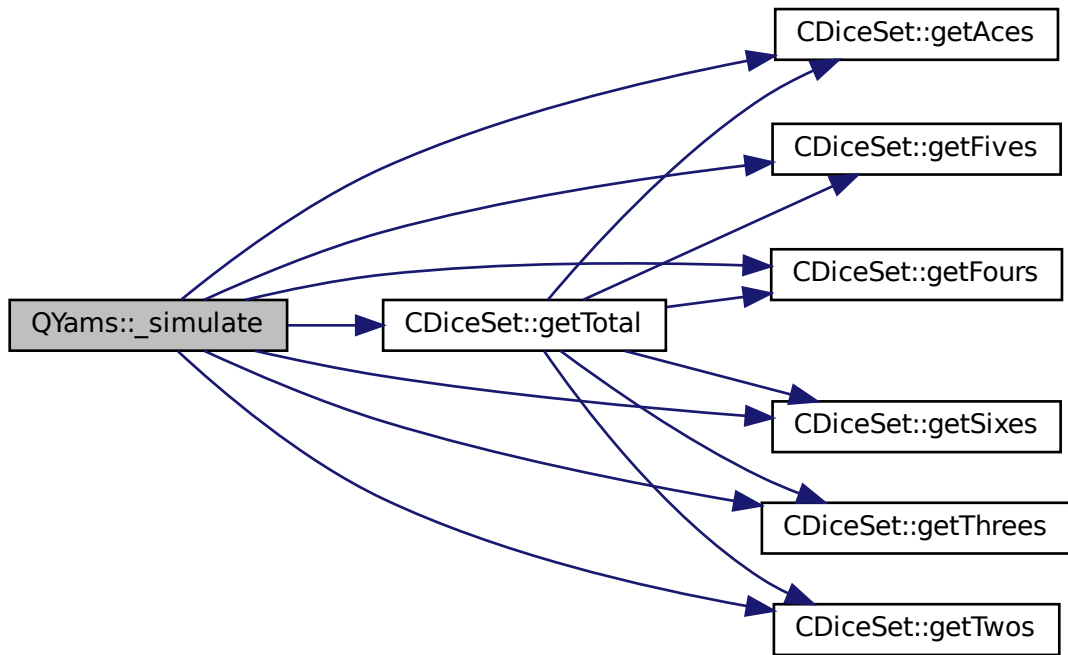 CDiceSet::getAces
CDiceSet::getFives
CDiceSet::getFours
QYams::_simulate
CDiceSet::getTotal
CDiceSet::getSixes
CDiceSet::getThrees
CDiceSet::getTwos